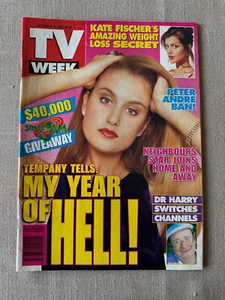 TV
WEEK
KATE FISCHER'S
AMAZING WEIGHT
LOSS SECRET
PETER
ANDRE
BAN!
$40,000
GIVEAWAY
NEIGHBOURS
STAR JOINS
HOME AND
AWAY
TEMPANY TELLS:
MY YEAR
OF HELL!
DR HARRY
SWITCHES
CHANNELS